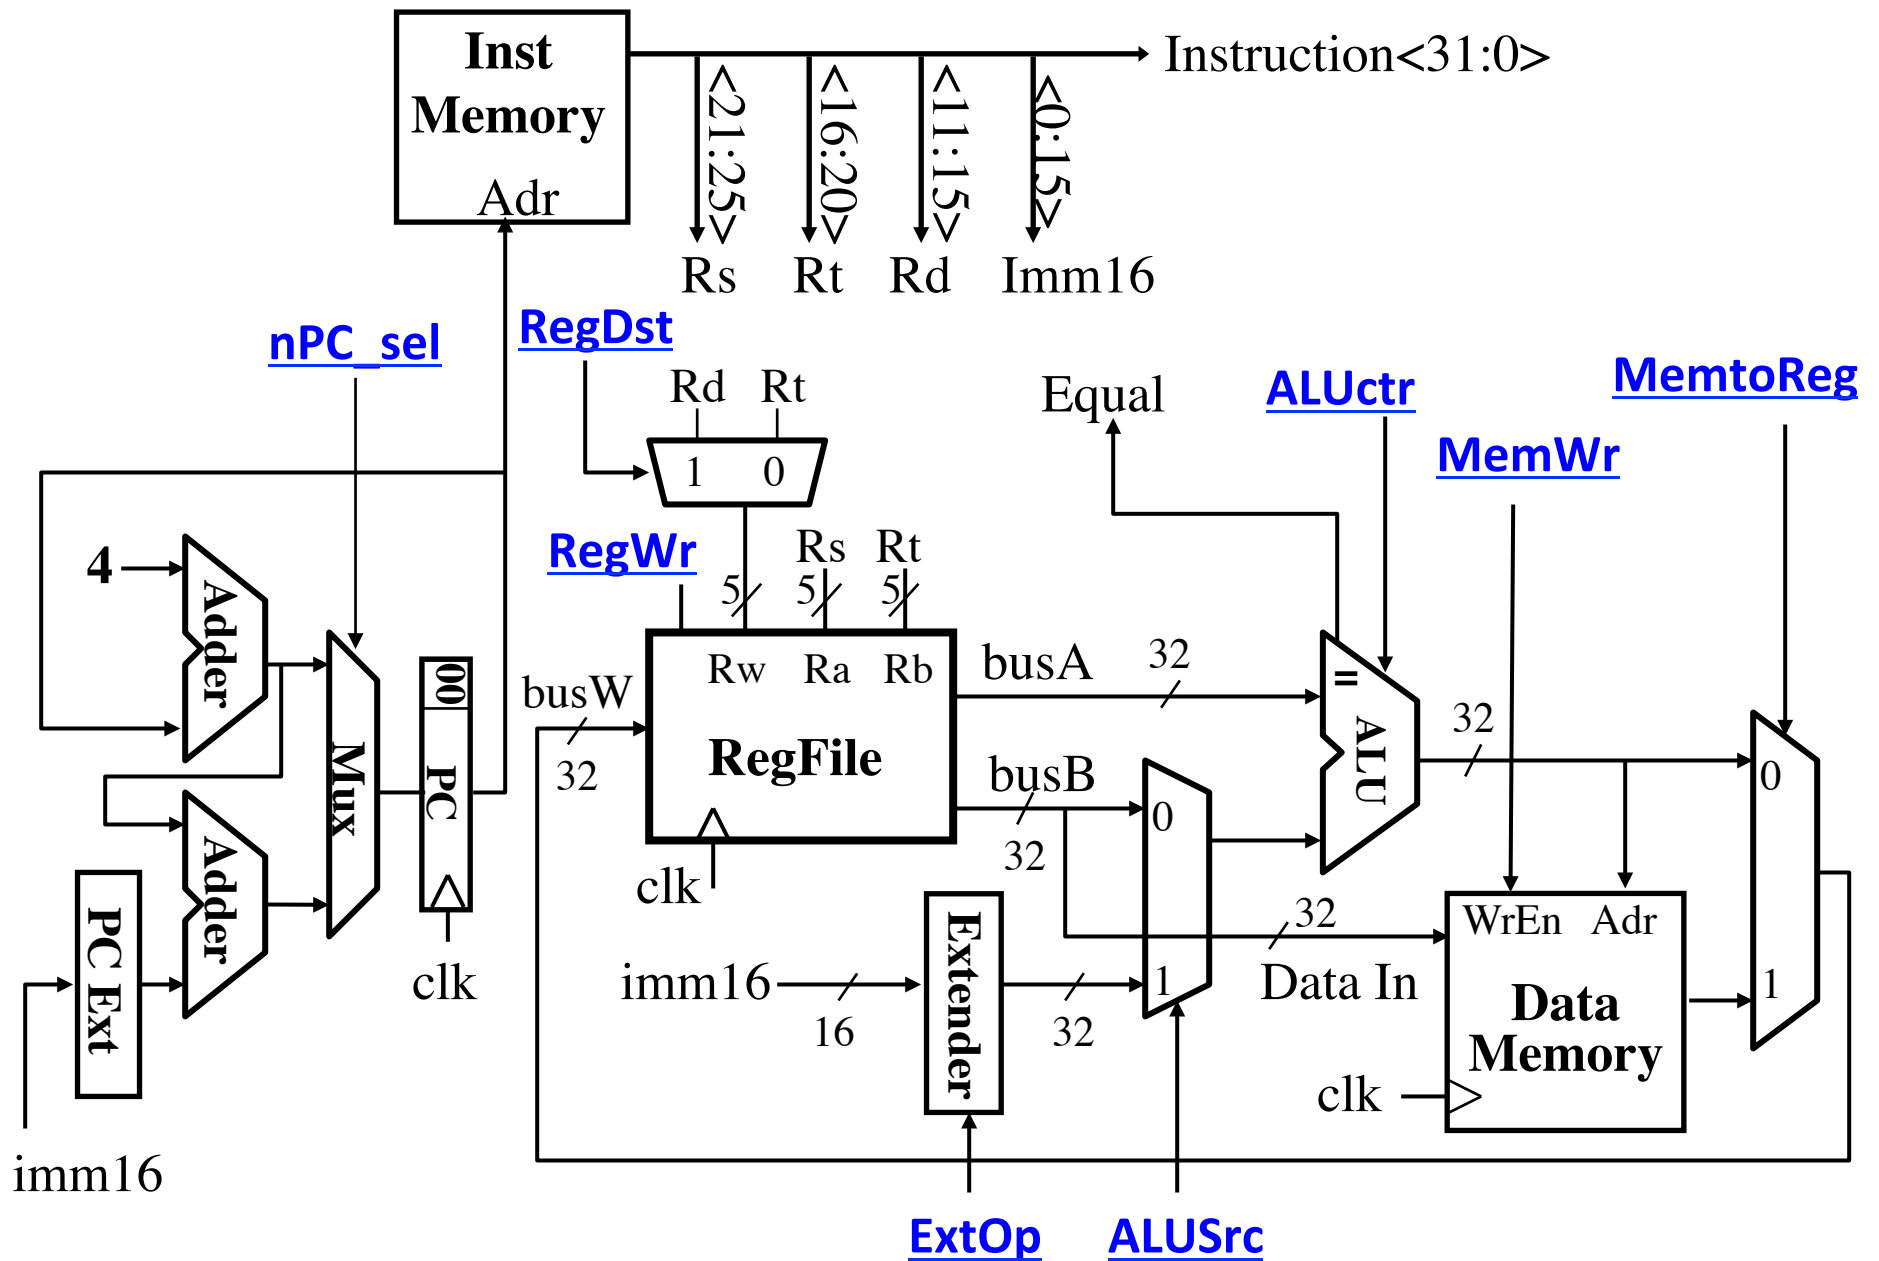 Inst
Memory
Adr
Instruction<31:0>
<21:25>
<16:20>
<11:15>
<0:15>
Rs
Rt
Rd
Imm16
nPC_sel
RegDst
Rd
Rt
1
0
Equal
ALUctr
MemtoReg
MemWr
RegWr
Rs
Rt
5
5
5
4
Adder
Mux
00
PC
clk
Adder
PC Ext
imm16
busW
32
Rw
Ra
Rb
RegFile
clk
busA
32
busB
32
0
1
=
ALU
32
0
1
imm16
16
Extender
32
32
Data In
WrEn
Adr
Data
Memory
clk
ExtOp
ALUSrc